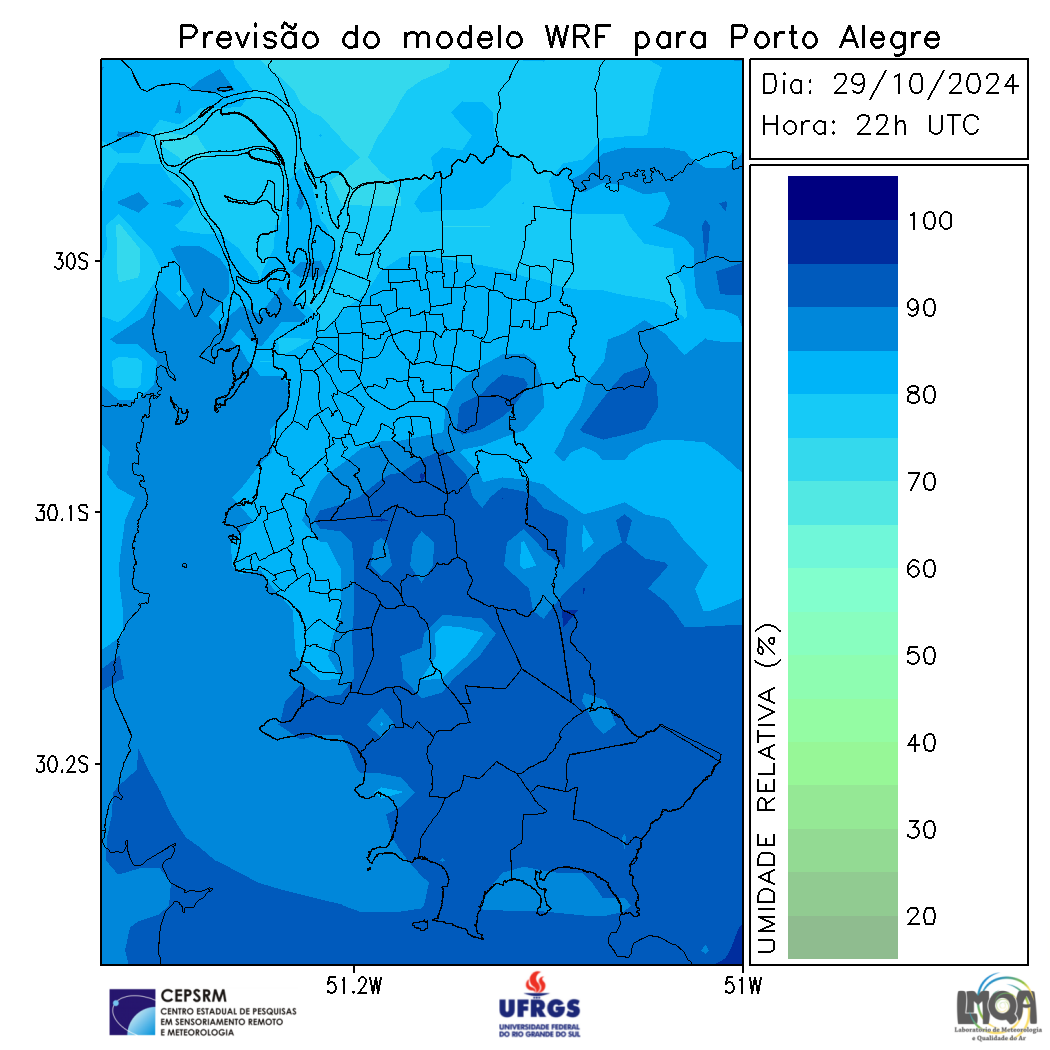 Previsão do modelo WRF para Porto Alegre
Dia: 29/10/2024
Hora: 22h UTC
100
90
80
70
60
50
40
30
20
UMIDADE RELATIVA (%)
30S
30.1S
30.2S
51.2W
51W
CEPSRM
CENTRO ESTADUAL DE PESQUISAS
EM SENSORIAMENTO REMOTO
E METEOROLOGIA
UFRGS
UNIVERSIDADE FEDERAL
DO RIO GRANDE DO SUL
LMQA
Laboratório de Meteorologia
e Qualidade do Ar